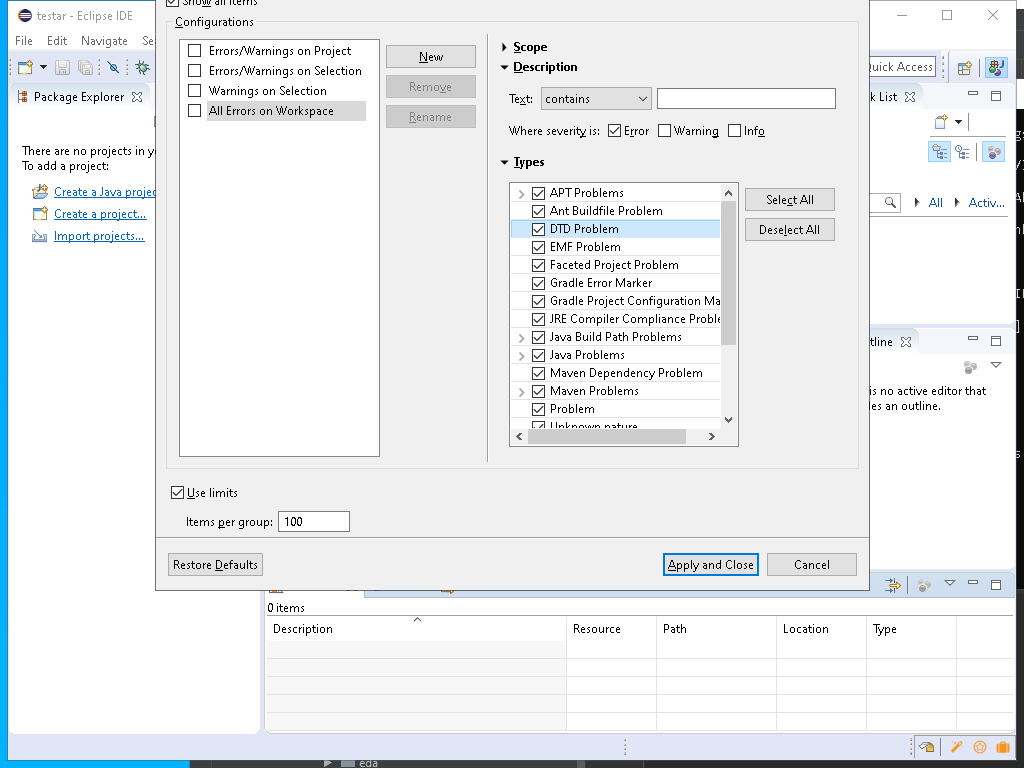 testar - Eclipse IDE
Show all items
File Edit Navigate
Configurations
Errors/Warnings on Project
Errors/Warnings on Selection
Warnings on Selection
All Errors on Workspace
New
Remove
Rename
Scope
Description
Text: contains
Where severity is: Error Warning Info
Types
APT Problems
Ant Buildfile Problem
DTD Problem
EMF Problem
Faceted Project Problem
Gradle Error Marker
Gradle Project Configuration Ma
JRE Compiler Compliance Proble
Java Build Path Problems
Java Problems
Maven Dependency Problem
Maven Problems
Problem
Unknown nature
Select All
Deselect All
Use limits
Items per group: 100
Restore Defaults
Apply and Close
Cancel
Package Explorer
There are no projects in y
To add a project:
Create a Java projec
Create a project...
Import projects...
Quick Access
k List
All Activ...
tline
is no active editor that
les an outline.
0 items
Description Resource Path Location Type
eda